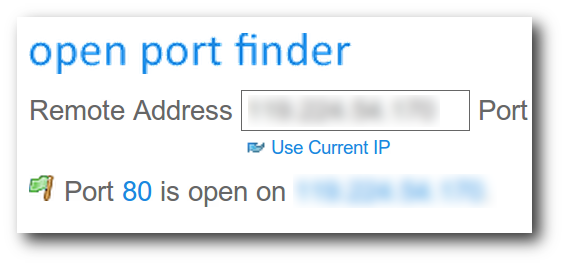 open port finder
Remote Address Port
Use Current IP
Port 80 is open on